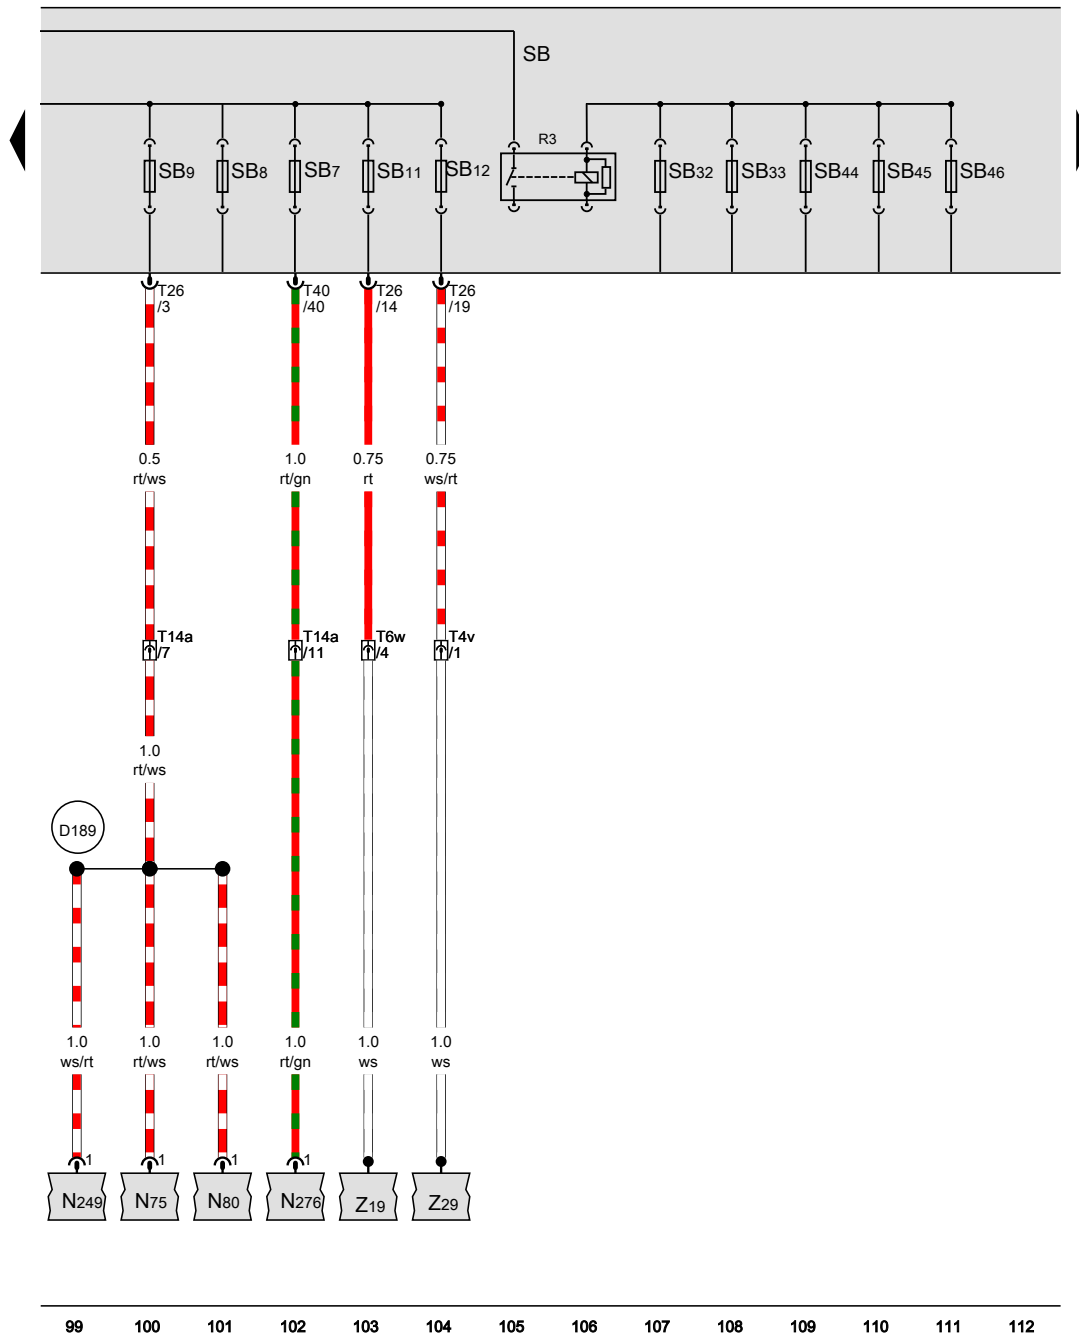 SB
R3
SB9
SB8
SB7
SB11
SB12
SB32
SB33
SB44
SB45
SB46
T26
/3
T40
/40
T26
/14
T26
/19
0.5
rt/ws
1.0
rt/gn
0.75
rt
0.75
ws/rt
T14a
/7
T14a
/11
T6w
/4
T4v
/1
1.0
rt/ws
D189
1.0
ws/rt
1.0
rt/ws
1.0
rt/ws
1.0
rt/gn
1.0
ws
1.0
ws
1
1
1
1
N249
N75
N80
N276
Z19
Z29
99 100 101 102 103 104 105 106 107 108 109 110 111 112